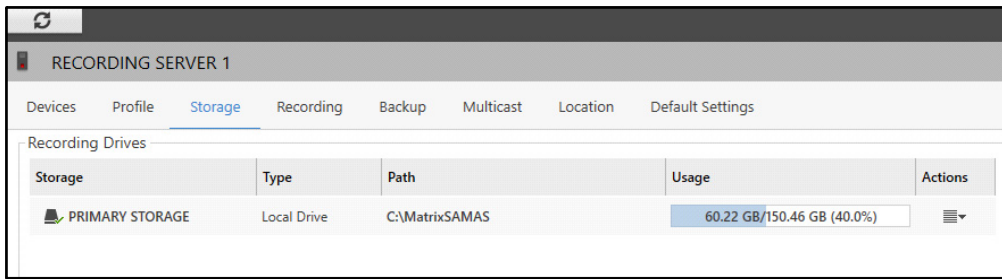 RECORDING SERVER 1
Devices Profile Storage Recording Backup Multicast Location Default Settings
Recording Drives
Storage Type Path Usage Actions
PRIMARY STORAGE Local Drive C:\MatrixSAMAS 60.22 GB/150.46 GB (40.0%)